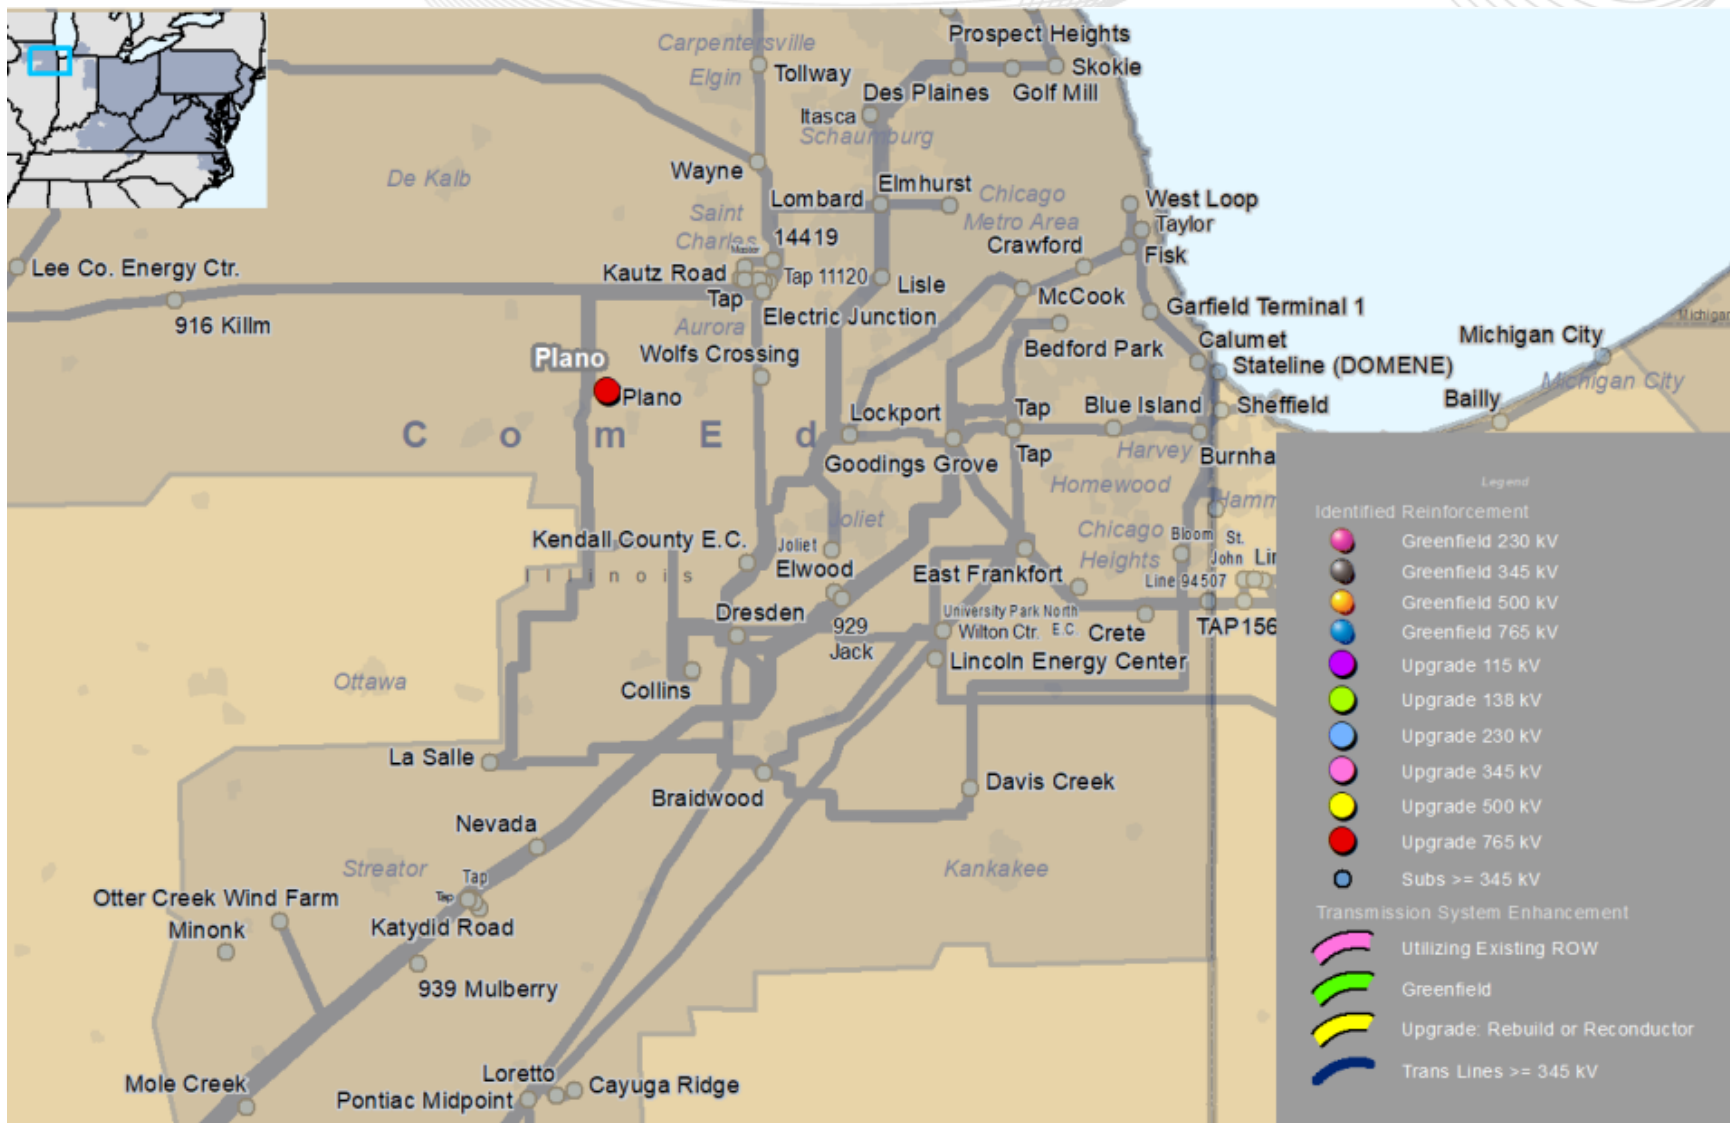 Prospect Heights
Carpentersville
Elgin
Tollway
Skokie
Des Plaines
Golf Mill
Itasca
Schaumburg
Wayne
De Kalb
Elmhurst
Lombard
Chicago
Metro Area
West Loop
Saint
Charles
Taylor
14419
Crawford
Fisk
Lee Co. Energy Ctr.
Kautz Road
Tap 11120
Lisle
Tap
McCook
916 Killm
Electric Junction
Garfield Terminal 1
Aurora
Michigan
Michigan City
Calumet
Wolfs Crossing
Bedford Park
Plano
Stateline (DOMENE)
Michigan City
Plano
Bailly
Lockport
Tap
Blue Island
Sheffield
C o m E d
Goodings Grove
Tap
Harvey
Burnha
Homewood
Hamm
Joliet
Chicago
Heights
Bloom
St.
John
Lin
Kendall County E.C.
Joliet
Elwood
Illinois
East Frankfort
Line 94507
Dresden
University Park North
Wilton Ctr.
E.C.
Crete
TAP156
929
Jack
Lincoln Energy Center
Ottawa
Collins
La Salle
Braidwood
Davis Creek
Nevada
Streator
Tap
Kankakee
Otter Creek Wind Farm
Tap
Minonk
Katydid Road
939 Mulberry
Mole Creek
Loretto
Cayuga Ridge
Pontiac Midpoint
Legend
Identified Reinforcement
Greenfield 230 kV
Greenfield 345 kV
Greenfield 500 kV
Greenfield 765 kV
Upgrade 115 kV
Upgrade 138 kV
Upgrade 230 kV
Upgrade 345 kV
Upgrade 500 kV
Upgrade 765 kV
Subs >= 345 kV
Transmission System Enhancement
Utilizing Existing ROW
Greenfield
Upgrade: Rebuild or Reconductor
Trans Lines >= 345 kV